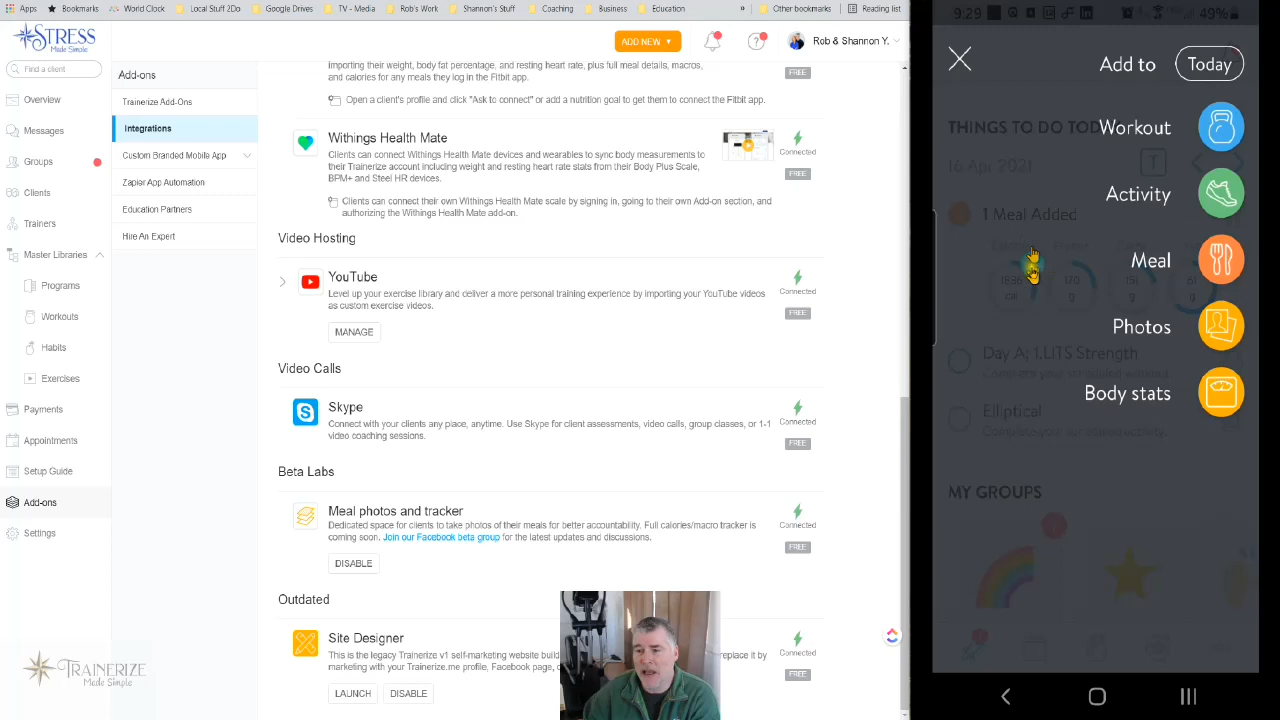 Apps
Bookmarks
World Clock
Local Stuff 2Do
Google Drives
TV - Media
Rob's Work
Shannon's Stuff
Coaching
Business
Education
Other bookmarks
Reading list
STRESS
Made Simple
ADD NEW
Rob & Shannon Y.
Find a client
Overview
Messages
Groups
Clients
Trainers
Master Libraries
Programs
Workouts
Habits
Exercises
Payments
Appointments
Setup Guide
Add-ons
Settings
TRAINERIZE
Made Simple
Add-ons
Trainerize Add-Ons
Integrations
Custom Branded Mobile App
Zapier App Automation
Education Partners
Hire An Expert
importing their weight, body fat percentage, and resting heart rate, plus full meal details, macros,
and calories for any meals they log in the Fitbit app.
FREE
Open a client's profile and click "Ask to connect" or add a nutrition goal to get them to connect the Fitbit app.
Withings Health Mate
Clients can connect Withings Health Mate devices and wearables to sync body measurements to
their Trainerize account including weight and resting heart rate stats from their Body Plus Scale,
BPM+ and Steel HR devices.
Connected
FREE
Clients can connect their own Withings Health Mate scale by signing in, going to their own Add-on section, and
authorizing the Withings Health Mate add-on.
Video Hosting
YouTube
Level up your exercise library and deliver a more personal training experience by importing your YouTube videos
as custom exercise videos.
Connected
FREE
MANAGE
Video Calls
Skype
Connect with your clients any place, anytime. Use Skype for client assessments, video calls, group classes, or 1-1
video coaching sessions.
Connected
FREE
Beta Labs
Meal photos and tracker
Dedicated space for clients to take photos of their meals for better accountability. Full calories/macro tracker is
coming soon. Join our Facebook beta group for the latest updates and discussions.
Connected
FREE
DISABLE
Outdated
Site Designer
This is the legacy Trainerize v1 self-marketing website build
replace it by
marketing with your Trainerize.me profile, Facebook page,
Connected
FREE
LAUNCH
DISABLE
9:29
49%
Add to
Today
THINGS TO DO TOD
Workout
16 Apr 2021
T
Activity
1 Meal Added
Meal
1836
cal
170
g
151
g
61
g
Photos
Day A; 1.LITS Strength
Complete your scheduled workout.
Body stats
Elliptical
Complete your
MY GROUPS